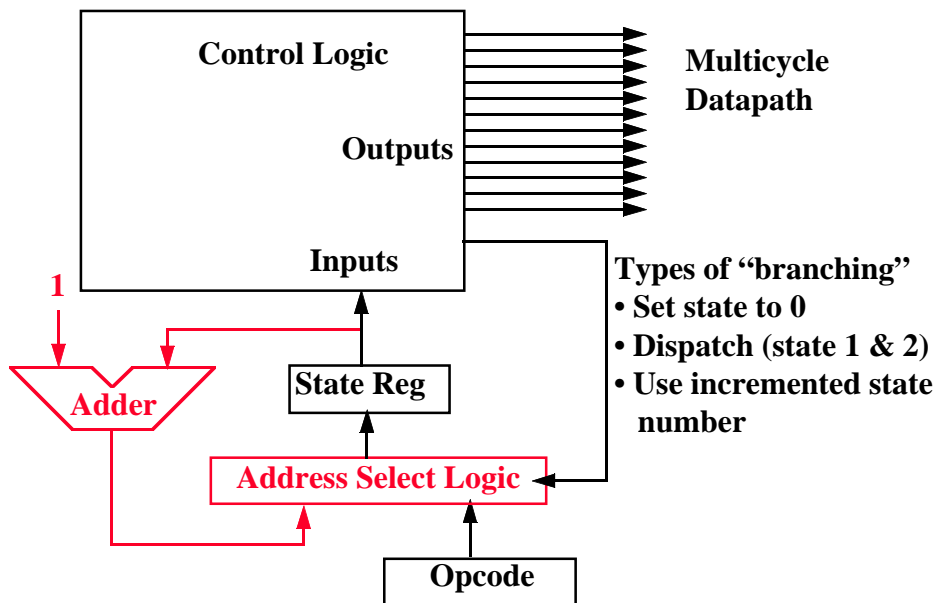 Control Logic
Multicycle
Datapath
Outputs
Inputs
Types of “branching”
• Set state to 0
• Dispatch (state 1 & 2)
• Use incremented state
number
1
State Reg
Adder
Address Select Logic
Opcode